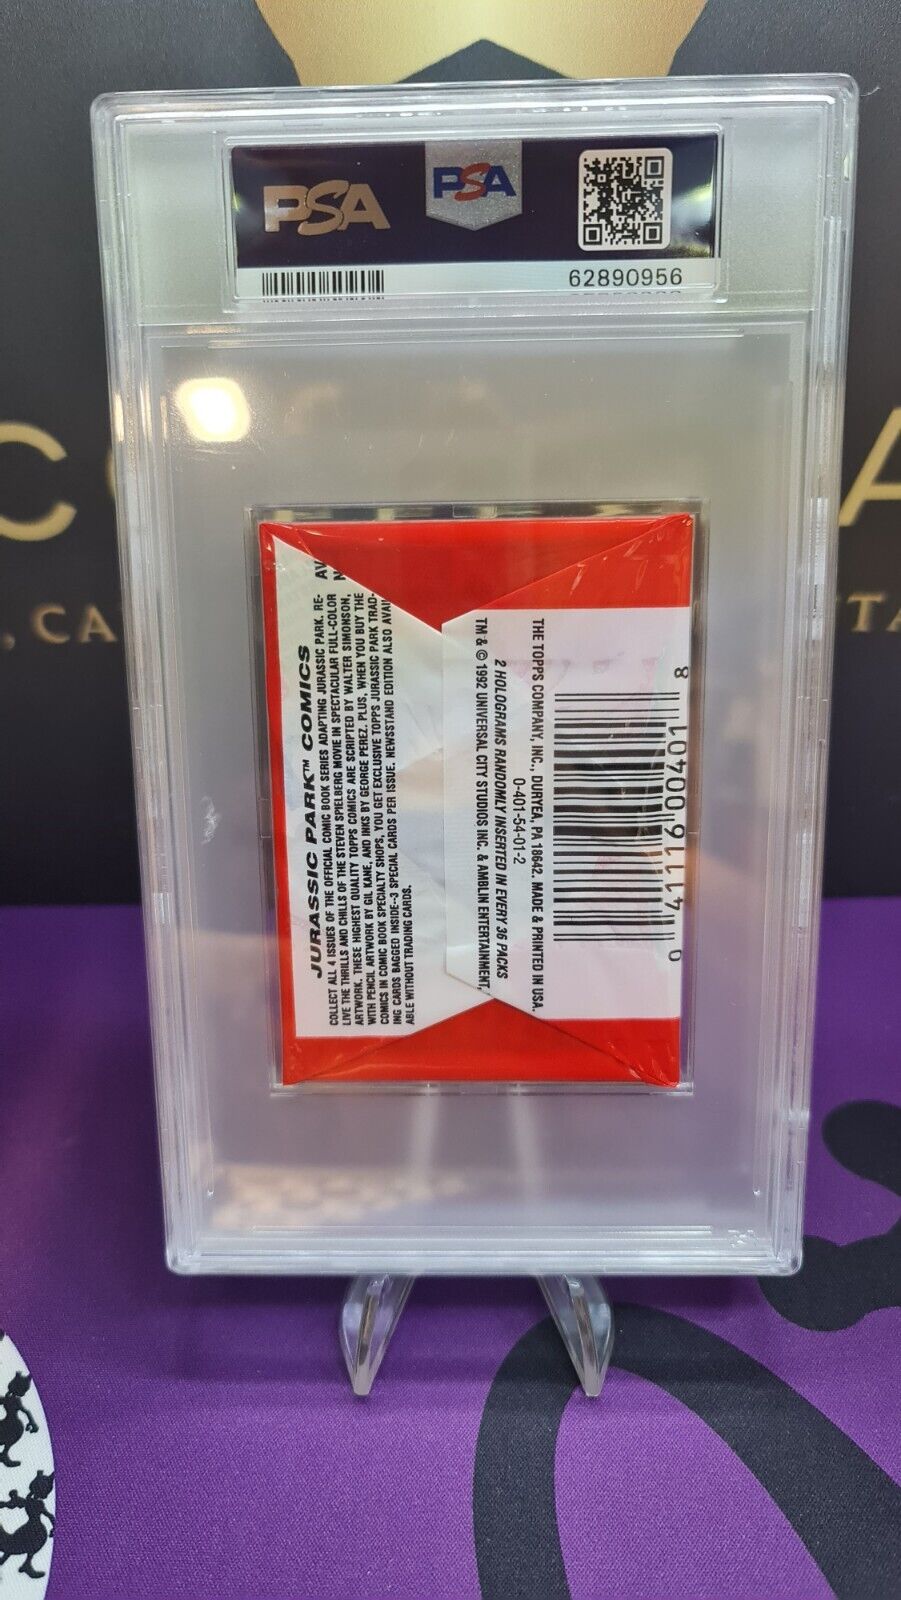 PSA
PSA
62890956
JURASSIC PARK™ COMICS
COLLECT ALL 4 ISSUES OF THE OFFICIAL COMIC BOOK SERIES ADAPTING JURASSIC PARK. RE-
LIVE THE THRILLS AND CHILLS OF THE STEVEN SPIELBERG MOVIE IN SPECTACULAR FULL-COLOR
ARTWORK. THESE HIGHEST QUALITY TOPPS COMICS ARE SCRIPTED BY WALTER SIMONSON,
WITH PENCIL ARTWORK BY GIL KANE, AND INKS BY GEORGE PEREZ. PLUS, WHEN YOU BUY THE
COMICS IN COMIC BOOK SPECIALTY SHOPS, YOU GET EXCLUSIVE TOPPS JURASSIC PARK TRAD-
ING CARDS BAGGED INSIDE--3 SPECIAL CARDS PER ISSUE. NEWSSTAND EDITION ALSO AVAIL
ABLE WITHOUT TRADING CARDS.
AV
N
TM & © 1992 UNIVERSAL CITY STUDIOS INC. & AMBLIN ENTERTAINMENT,
2 HOLOGRAMS RANDOMLY INSERTED IN EVERY 36 PACKS
0-401-54-01-2
THE TOPPS COMPANY, INC., DURYEA, PA 18642. MADE & PRINTED IN USA.
0 41116 00401 8
C
A
, CA
TA